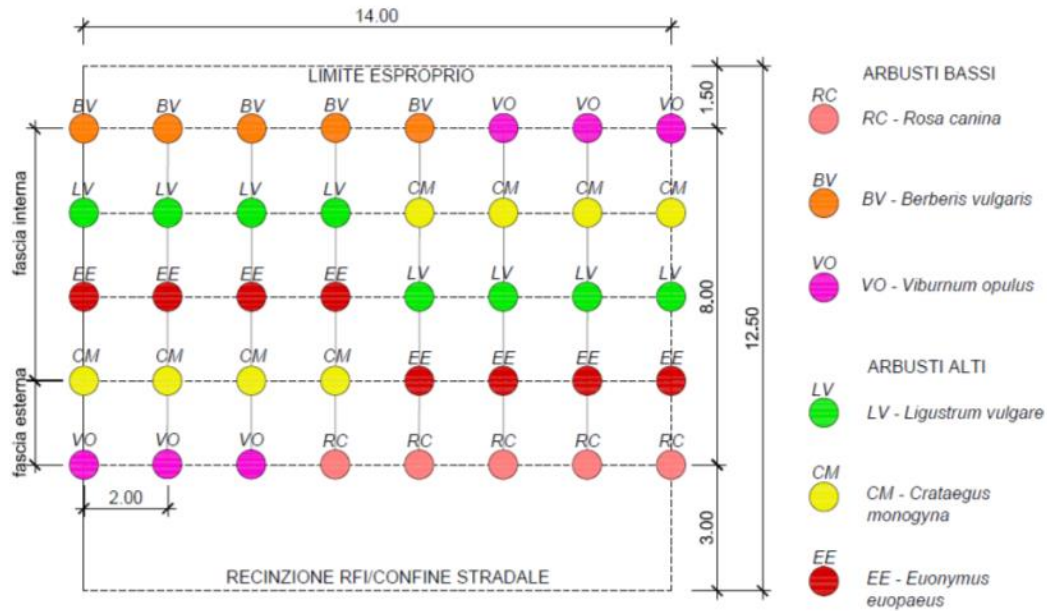 14.00
LIMITE ESPROPRIO
1.50
BV BV BV BV BV VO VO VO
LV LV LV LV CM CM CM CM
fascia interna
EE EE EE EE LV LV LV LV
8.00
12.50
CM CM CM CM EE EE EE EE
fascia esterna
VO VO VO RC RC RC RC RC
2.00
3.00
RECINZIONE RFI/CONFINE STRADALE
ARBUSTI BASSI
RC
RC - Rosa canina
BV
BV - Berberis vulgaris
VO
VO - Viburnum opulus
ARBUSTI ALTI
LV
LV - Ligustrum vulgare
CM
CM - Crataegus
monogyna
EE
EE - Euonymus
euopaeus